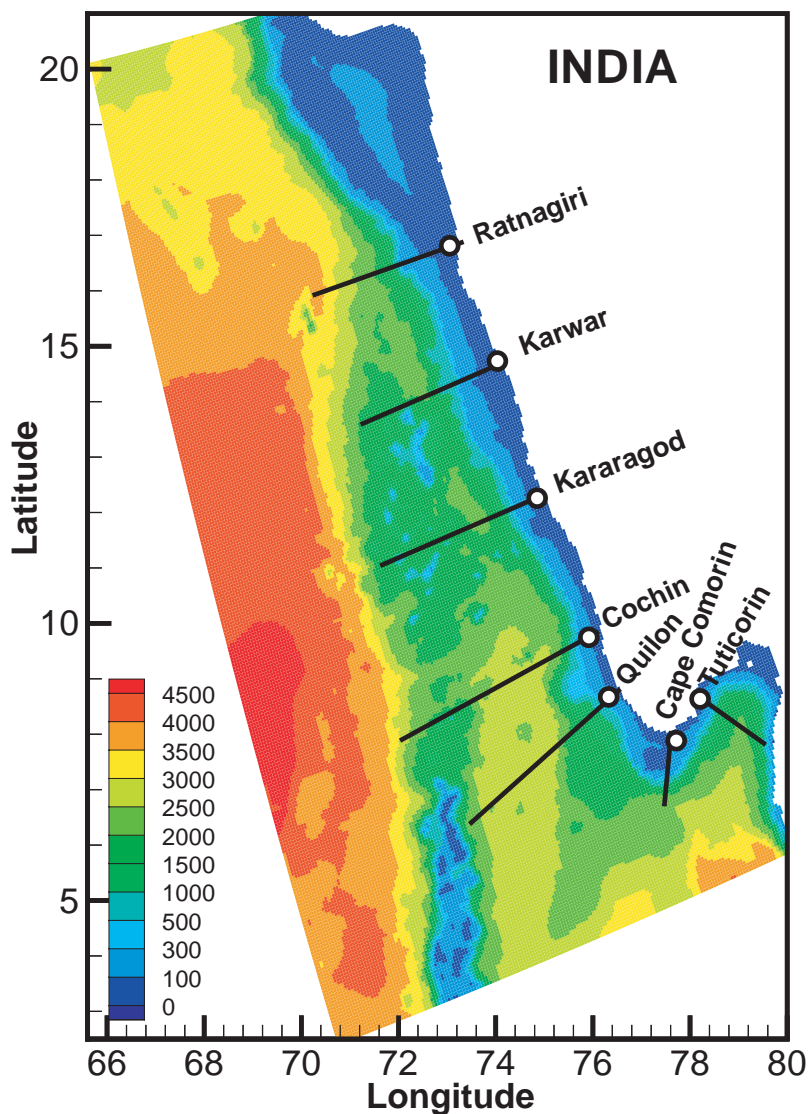 INDIA
20
15
10
5
Latitude
Ratnagiri
Karwar
Kararagod
Cochin
Quilon
Cape Comorin
Tuticorin
4500
4000
3500
3000
2500
2000
1500
1000
500
300
100
0
66 68 70 72 74 76 78 80
Longitude